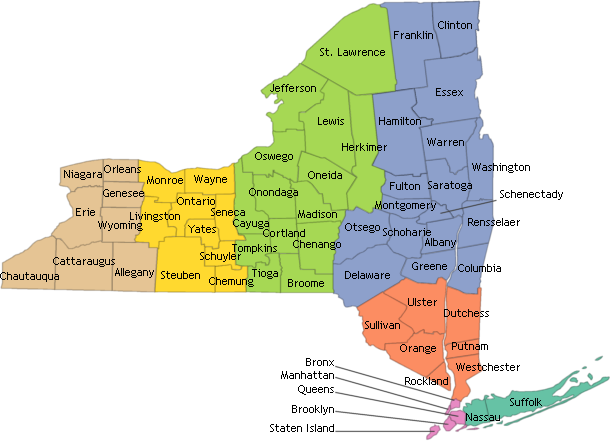 Clinton
Franklin
St. Lawrence
Jefferson
Essex
Lewis
Hamilton
Herkimer
Warren
Oswego
Washington
Orleans
Niagara
Oneida
Monroe
Wayne
Fulton
Saratoga
Genesee
Onondaga
Schenectady
Ontario
Montgomery
Erie
Livingston
Seneca
Madison
Rensselaer
Wyoming
Cayuga
Otsego
Yates
Cortland
Schoharie
Albany
Tompkins
Chenango
Schuyler
Cattaraugus
Greene
Columbia
Chautauqua
Allegany
Steuben
Tioga
Delaware
Chemung
Broome
Ulster
Dutchess
Sullivan
Orange
Putnam
Bronx
Westchester
Manhattan
Rockland
Queens
Suffolk
Brooklyn
Nassau
Staten Island